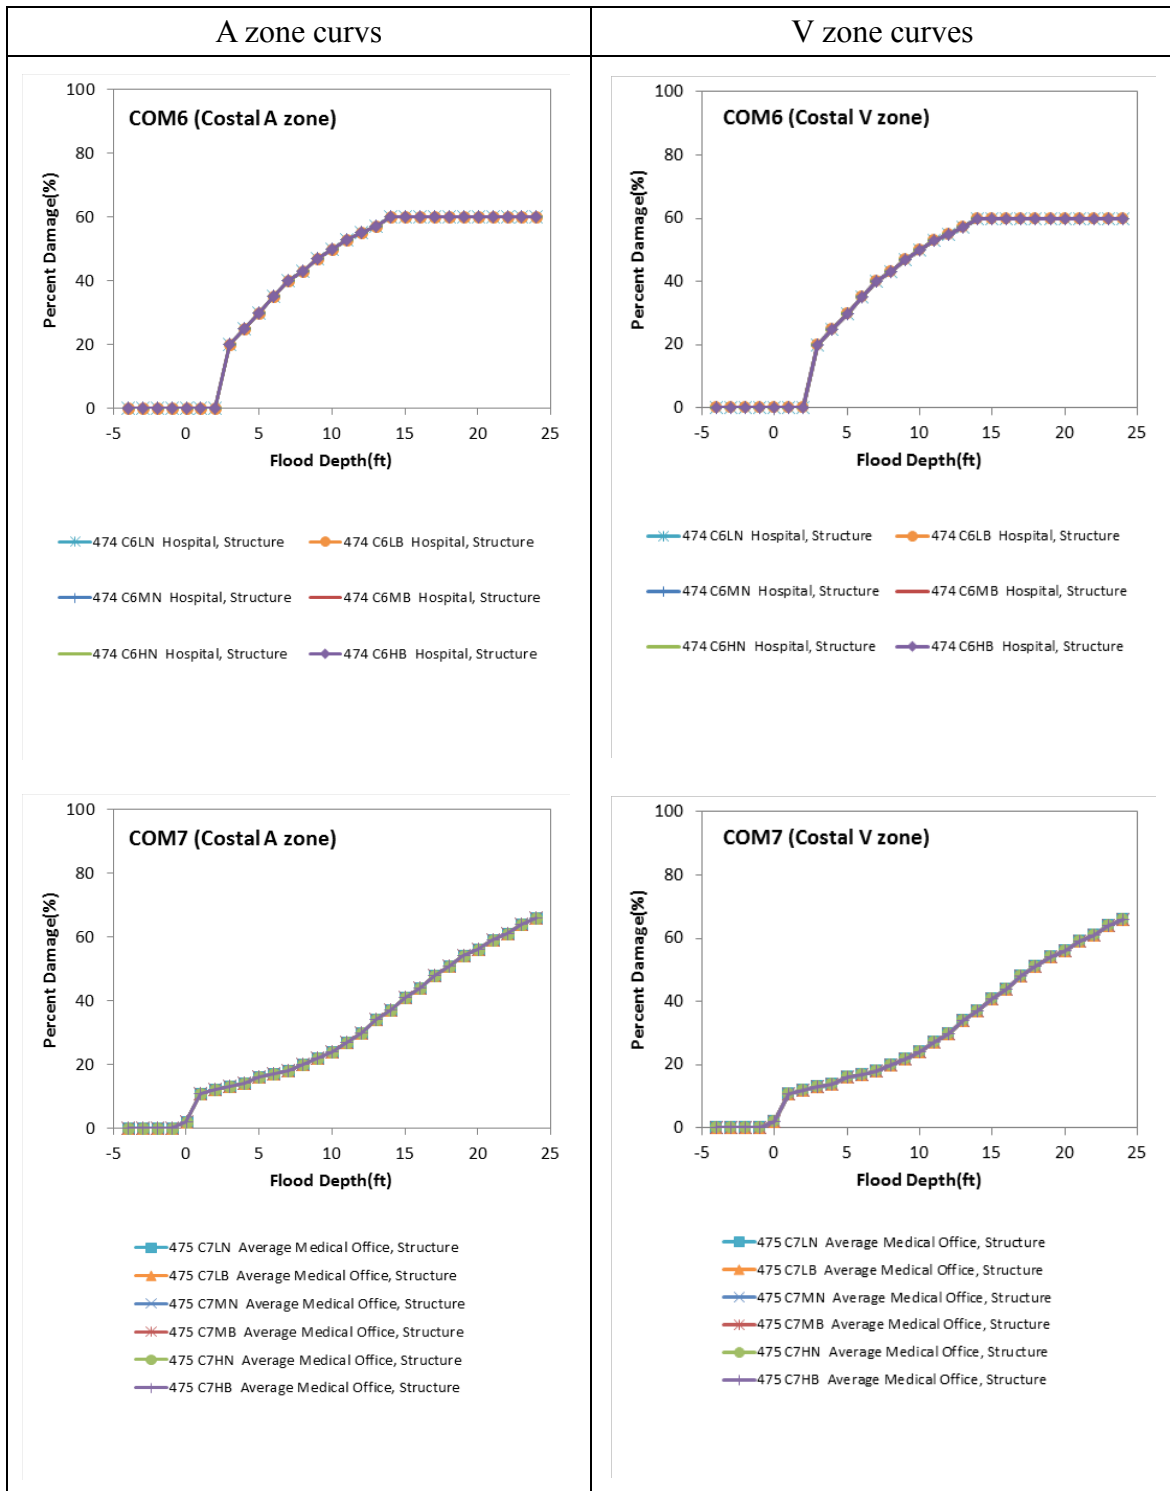 A zone curvs
V zone curves
COM6 (Costal A zone)
Percent Damage(%)
100
80
60
40
20
0
-5 0 5 10 15 20 25
Flood Depth(ft)
474 C6LN Hospital, Structure
474 C6LB Hospital, Structure
474 C6MN Hospital, Structure
474 C6MB Hospital, Structure
474 C6HN Hospital, Structure
474 C6HB Hospital, Structure
COM6 (Costal V zone)
Percent Damage(%)
100
80
60
40
20
0
-5 0 5 10 15 20 25
Flood Depth(ft)
474 C6LN Hospital, Structure
474 C6LB Hospital, Structure
474 C6MN Hospital, Structure
474 C6MB Hospital, Structure
474 C6HN Hospital, Structure
474 C6HB Hospital, Structure
COM7 (Costal A zone)
Percent Damage(%)
100
80
60
40
20
0
-5 0 5 10 15 20 25
Flood Depth(ft)
475 C7LN Average Medical Office, Structure
475 C7LB Average Medical Office, Structure
475 C7MN Average Medical Office, Structure
475 C7MB Average Medical Office, Structure
475 C7HN Average Medical Office, Structure
475 C7HB Average Medical Office, Structure
COM7 (Costal V zone)
Percent Damage(%)
100
80
60
40
20
0
-5 0 5 10 15 20 25
Flood Depth(ft)
475 C7LN Average Medical Office, Structure
475 C7LB Average Medical Office, Structure
475 C7MN Average Medical Office, Structure
475 C7MB Average Medical Office, Structure
475 C7HN Average Medical Office, Structure
475 C7HB Average Medical Office, Structure